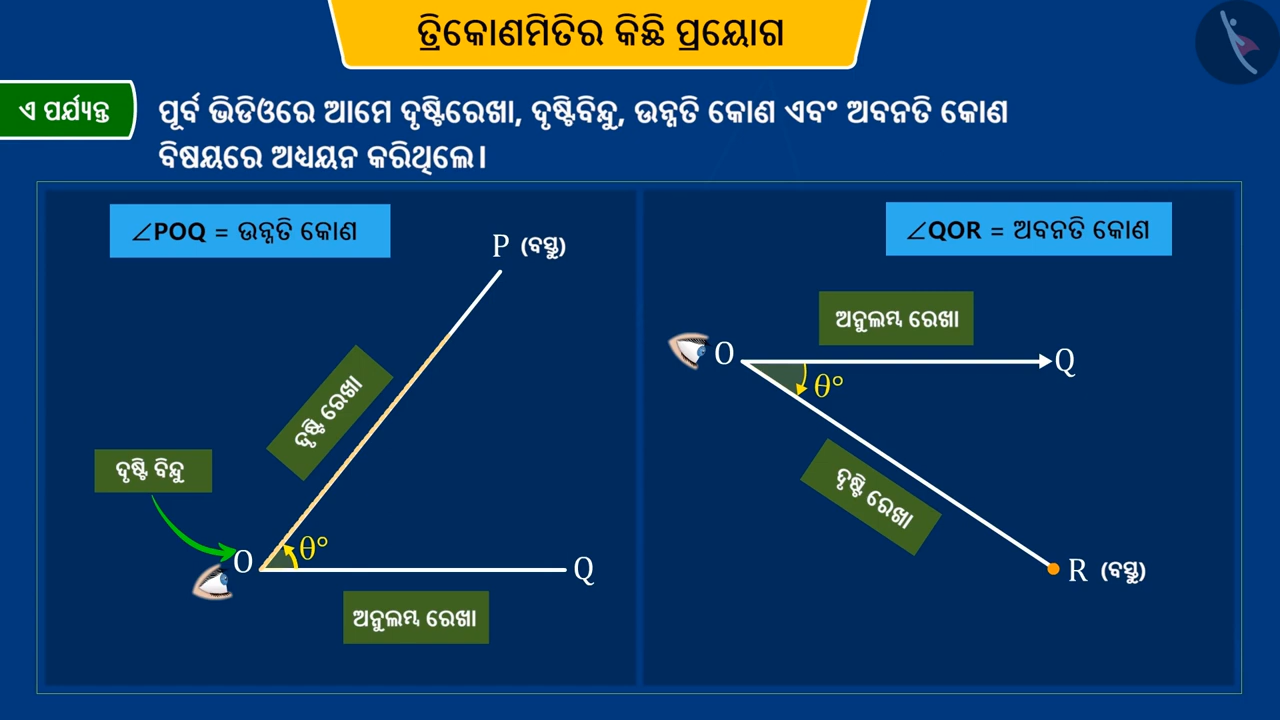 ତ୍ରିକୋଣମିତିର କିଛି ପ୍ରୟୋଗ
ଏ ପର୍ଯ୍ୟନ୍ତ
ପୂର୍ବ ଭିଡିଓରେ ଆମେ ଦୃଷ୍ଟିରେଖା, ଦୃଷ୍ଟିବିନ୍ଦୁ, ଉନ୍ନତି କୋଣ ଏବଂ ଅବନତି କୋଣ
ବିଷୟରେ ଅଧ୍ୟୟନ କରିଥିଲେ।
∠POQ = ଉନ୍ନତି କୋଣ
P (ବସ୍ତୁ)
ଦୃଷ୍ଟି ରେଖା
ଦୃଷ୍ଟି ବିନ୍ଦୁ
O
θ°
Q
ଅନୁଲମ୍ବ ରେଖା
∠QOR = ଅବନତି କୋଣ
ଅନୁଲମ୍ବ ରେଖା
O
Q
θ°
ଦୃଷ୍ଟି ରେଖା
R (ବସ୍ତୁ)